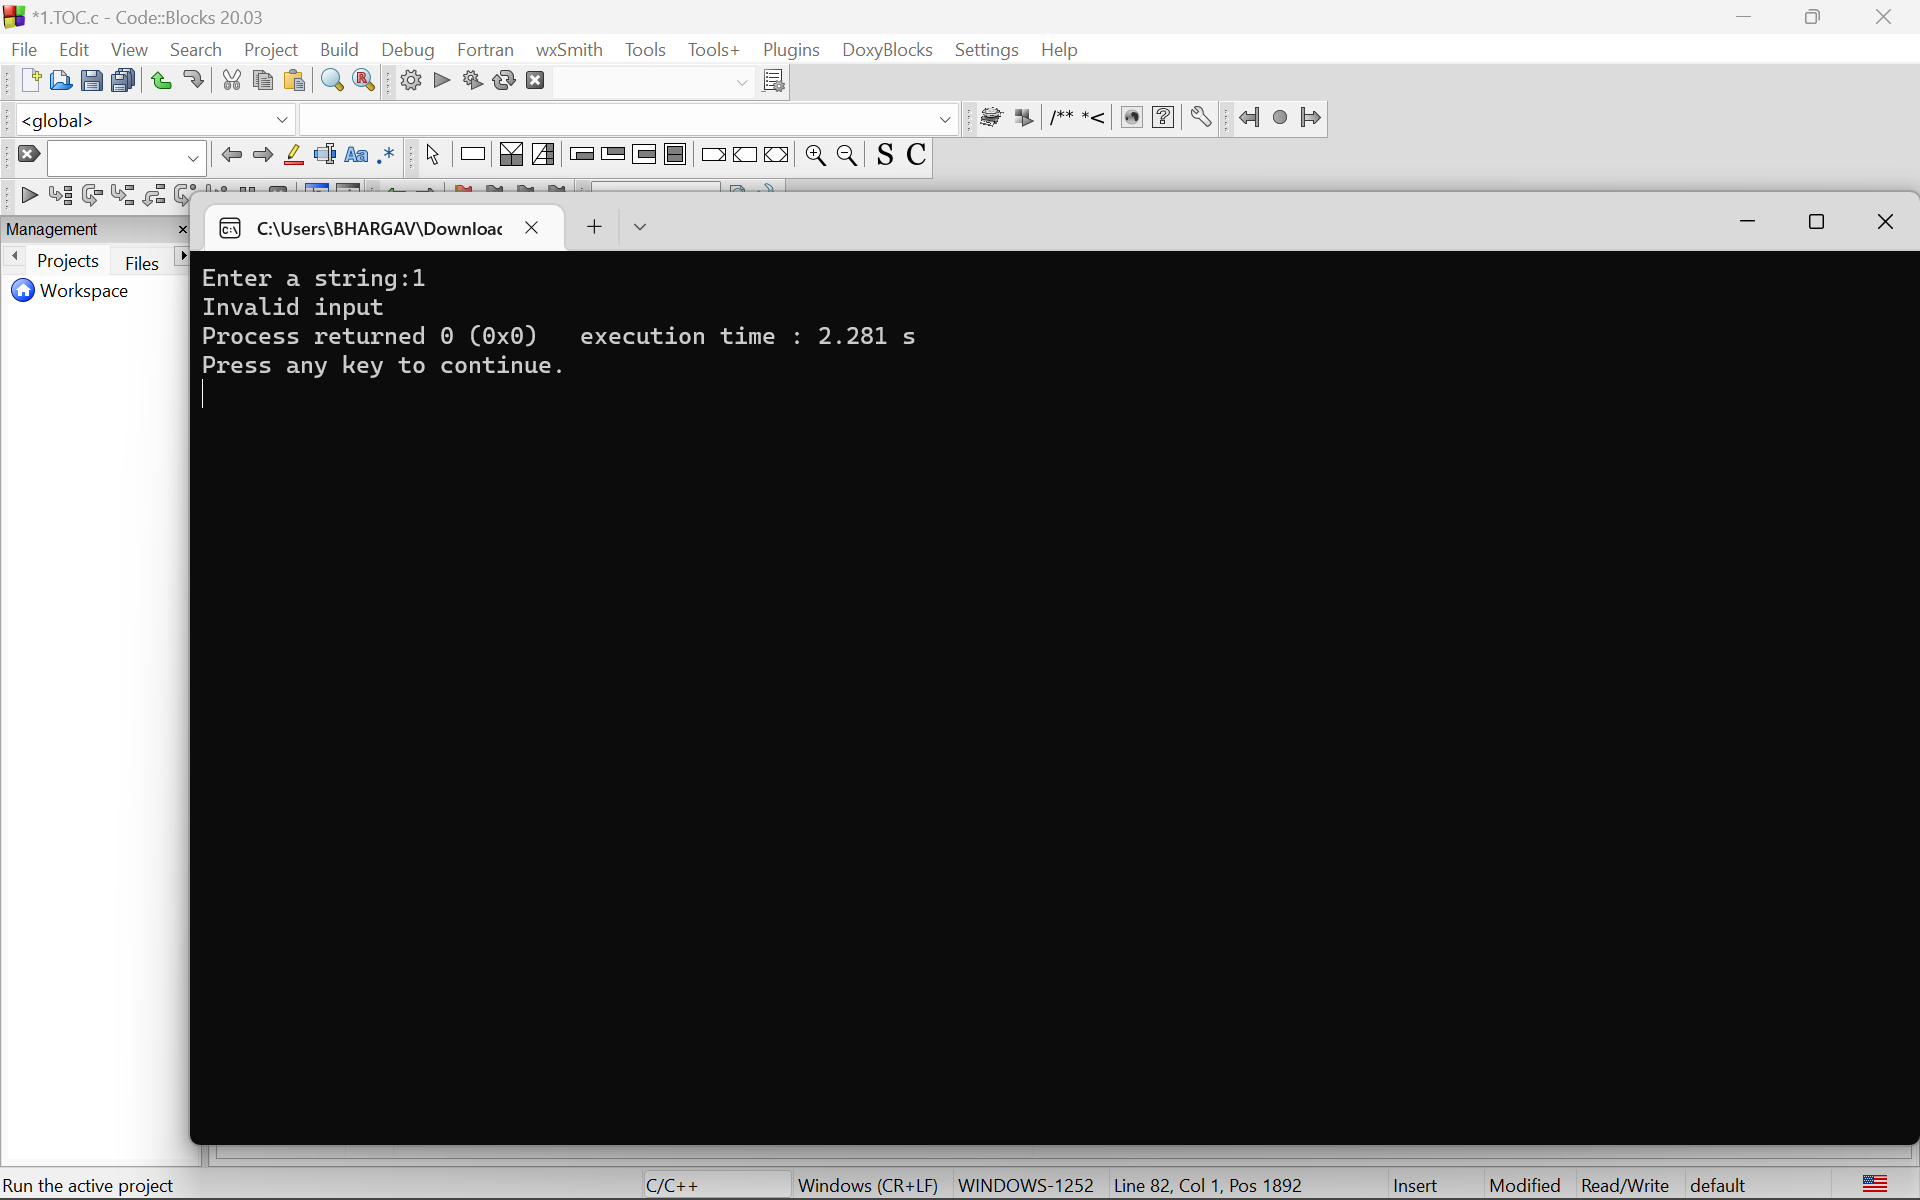 *1.TOC.c - Code::Blocks 20.03
File Edit View Search Project Build Debug Fortran wxSmith Tools Tools+ Plugins DoxyBlocks Settings Help
<global>
/** *<
Aa .* S C
Management
C:\Users\BHARGAV\Downloac
Projects Files
Workspace
Enter a string:1
Invalid input
Process returned 0 (0x0) execution time : 2.281 s
Press any key to continue.
Run the active project C/C++ Windows (CR+LF) WINDOWS-1252 Line 82, Col 1, Pos 1892 Insert Modified Read/Write default